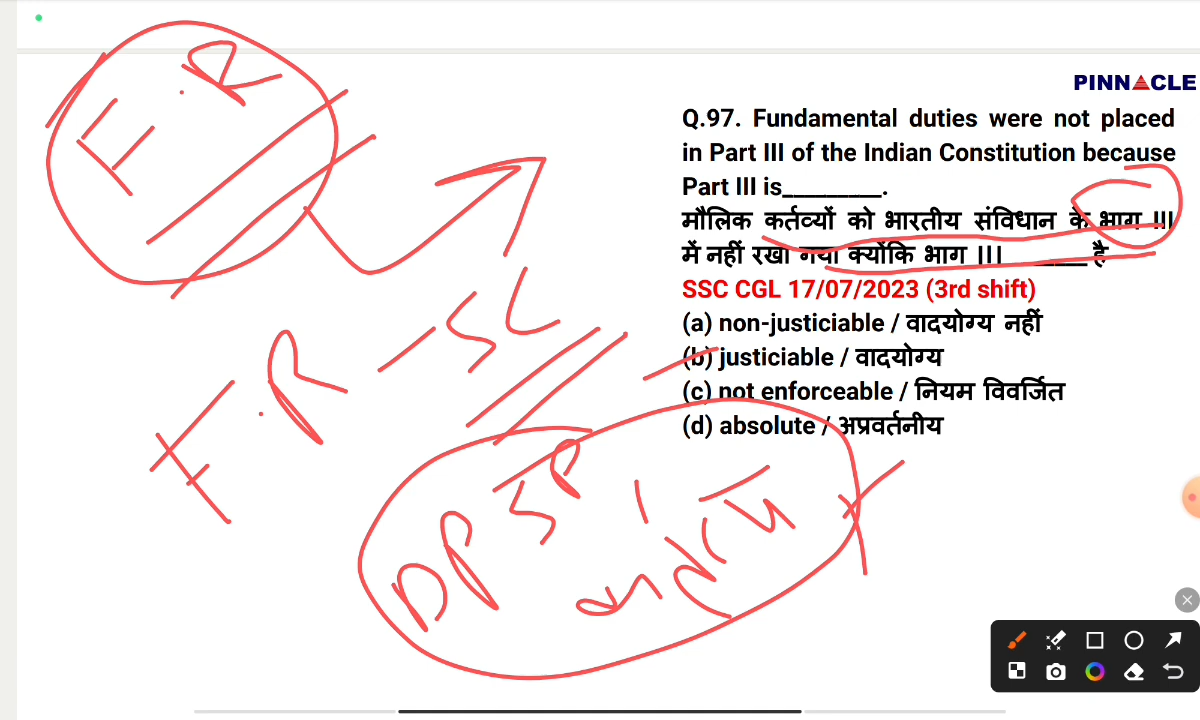 PINNACLE
Q.97. Fundamental duties were not placed
in Part III of the Indian Constitution because
Part III is_________.
मौलिक कर्तव्यों को भारतीय संविधान के भाग III
में नहीं रखा गया क्योंकि भाग III _______ है
SSC CGL 17/07/2023 (3rd shift)
(a) non-justiciable / वादयोग्य नहीं
(b) justiciable / वादयोग्य
(c) not enforceable / नियम विवर्जित
(d) absolute / अप्रवर्तनीय
F.R
F.R - SC
DPSP